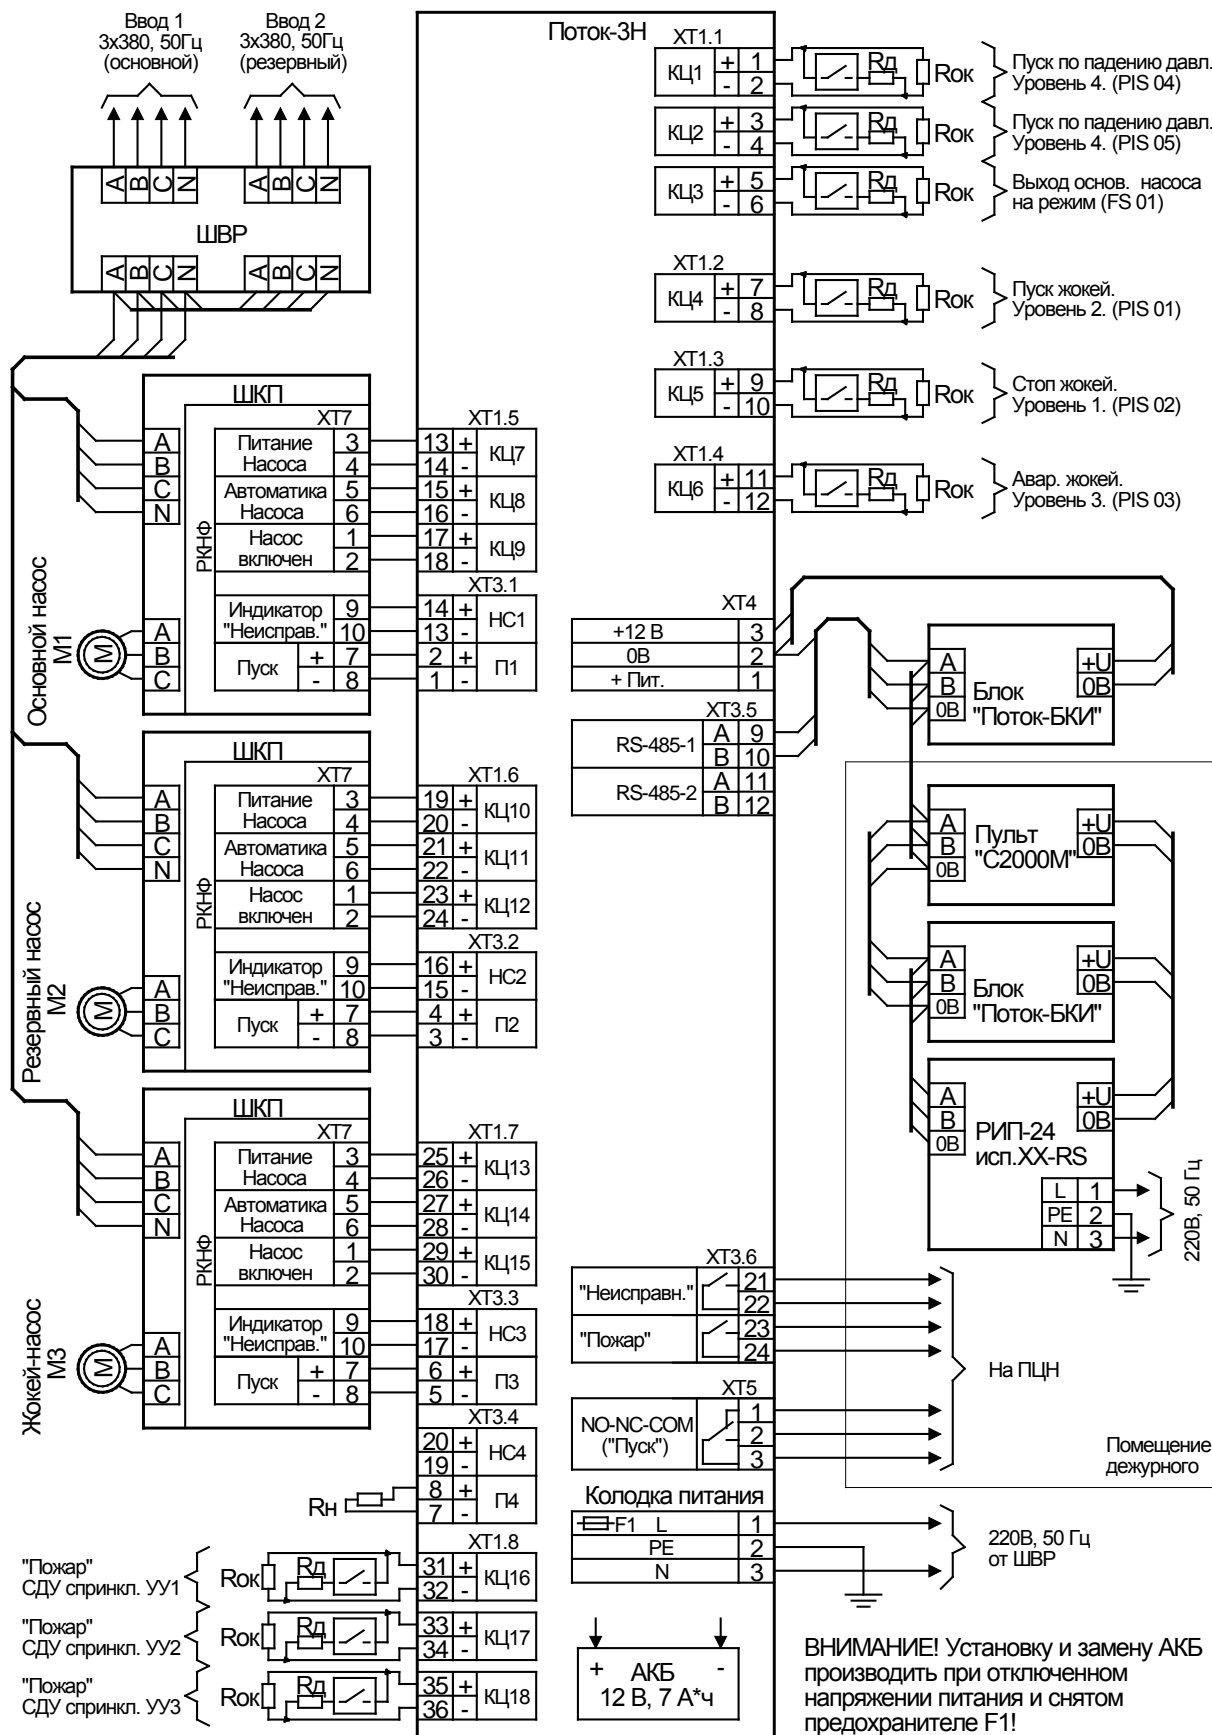 Ввод 1
3x380, 50Гц
(основной)
Ввод 2
3x380, 50Гц
(резервный)
A B C N
A B C N
ШВР
A B C N
A B C N
Поток-3Н
XT1.1
КЦ1 + 1
- 2
Rд
Rок
Пуск по падению давл.
Уровень 4. (PIS 04)
КЦ2 + 3
- 4
Rд
Rок
Пуск по падению давл.
Уровень 4. (PIS 05)
КЦ3 + 5
- 6
Rд
Rок
Выход основ. насоса
на режим (FS 01)
XT1.2
КЦ4 + 7
- 8
Rд
Rок
Пуск жокей.
Уровень 2. (PIS 01)
XT1.3
КЦ5 + 9
- 10
Rд
Rок
Стоп жокей.
Уровень 1. (PIS 02)
XT1.4
КЦ6 + 11
- 12
Rд
Rок
Авар. жокей.
Уровень 3. (PIS 03)
Основной насос
М1
M
A
B
C
N
A
B
C
ШКП
РКНФ
XT7
Питание 3
Насоса 4
Автоматика 5
Насоса 6
Насос 1
включен 2
Индикатор 9
"Неисправ." 10
Пуск + 7
- 8
XT1.5
13 + КЦ7
14 -
15 + КЦ8
16 -
17 + КЦ9
18 -
XT3.1
14 + НС1
13 -
2 + П1
1 -
Резервный насос
М2
M
A
B
C
N
A
B
C
ШКП
РКНФ
XT7
Питание 3
Насоса 4
Автоматика 5
Насоса 6
Насос 1
включен 2
Индикатор 9
"Неисправ." 10
Пуск + 7
- 8
XT1.6
19 + КЦ10
20 -
21 + КЦ11
22 -
23 + КЦ12
24 -
XT3.2
16 + НС2
15 -
4 + П2
3 -
Жокей-насос
М3
M
A
B
C
N
A
B
C
ШКП
РКНФ
XT7
Питание 3
Насоса 4
Автоматика 5
Насоса 6
Насос 1
включен 2
Индикатор 9
"Неисправ." 10
Пуск + 7
- 8
XT1.7
25 + КЦ13
26 -
27 + КЦ14
28 -
29 + КЦ15
30 -
XT3.3
18 + НС3
17 -
6 + П3
5 -
XT3.4
20 + НС4
19 -
Rн
8 + П4
7 -
XT1.8
"Пожар"
СДУ спринкл. УУ1
Rок
Rд
31 + КЦ16
32 -
"Пожар"
СДУ спринкл. УУ2
Rок
Rд
33 + КЦ17
34 -
"Пожар"
СДУ спринкл. УУ3
Rок
Rд
35 + КЦ18
36 -
XT4
+12 В 3
0В 2
+ Пит. 1
XT3.5
RS-485-1 A 9
B 10
RS-485-2 A 11
B 12
A
B
0В
Блок
"Поток-БКИ"
+U
0В
A
B
0В
Пульт
"С2000М"
+U
0В
A
B
0В
Блок
"Поток-БКИ"
+U
0В
A
B
0В
РИП-24
исп.XX-RS
+U
0В
L 1
PE 2
N 3
220В, 50 Гц
XT3.6
"Неисправн." 21
22
"Пожар" 23
24
XT5
NO-NC-COM
("Пуск")
1
2
3
На ПЦН
Помещение
дежурного
Колодка питания
F1 L 1
PE 2
N 3
220В, 50 Гц
от ШВР
+ АКБ -
12 В, 7 А*ч
ВНИМАНИЕ! Установку и замену АКБ
производить при отключенном
напряжении питания и снятом
предохранителе F1!